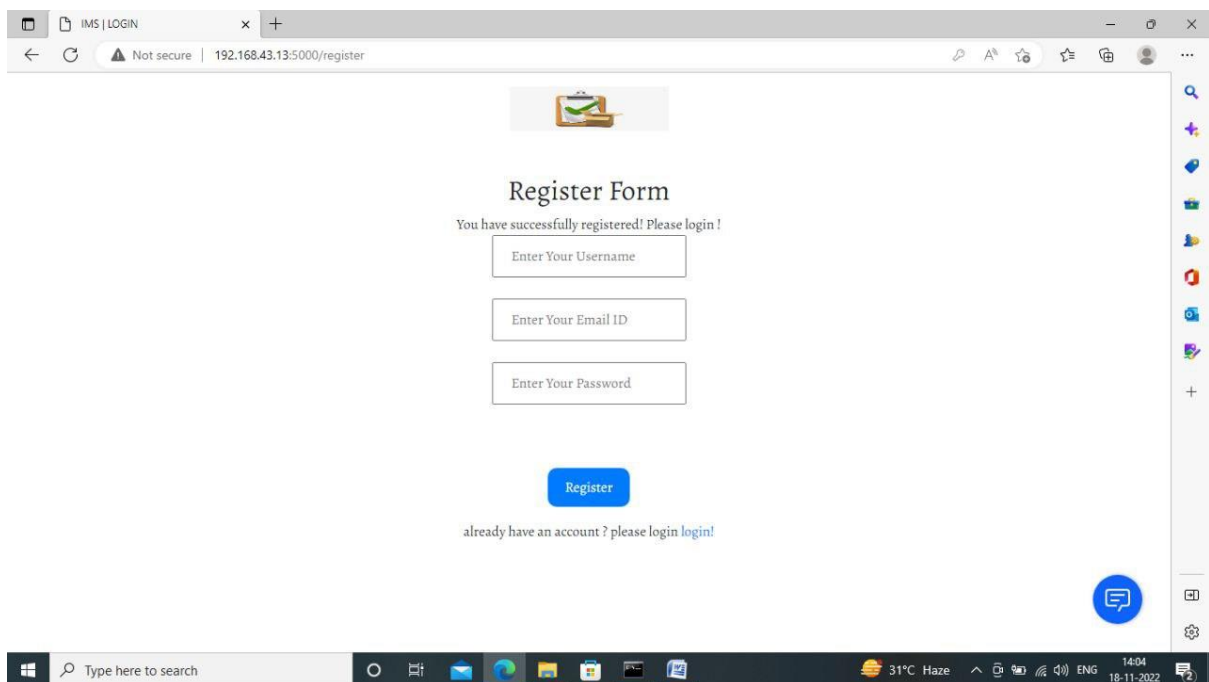 IMS | LOGIN
Not secure | 192.168.43.13:5000/register
Register Form
You have successfully registered! Please login !
Enter Your Username
Enter Your Email ID
Enter Your Password
Register
already have an account ? please login login!
Type here to search
31°C Haze
ENG
14:04
18-11-2022
2